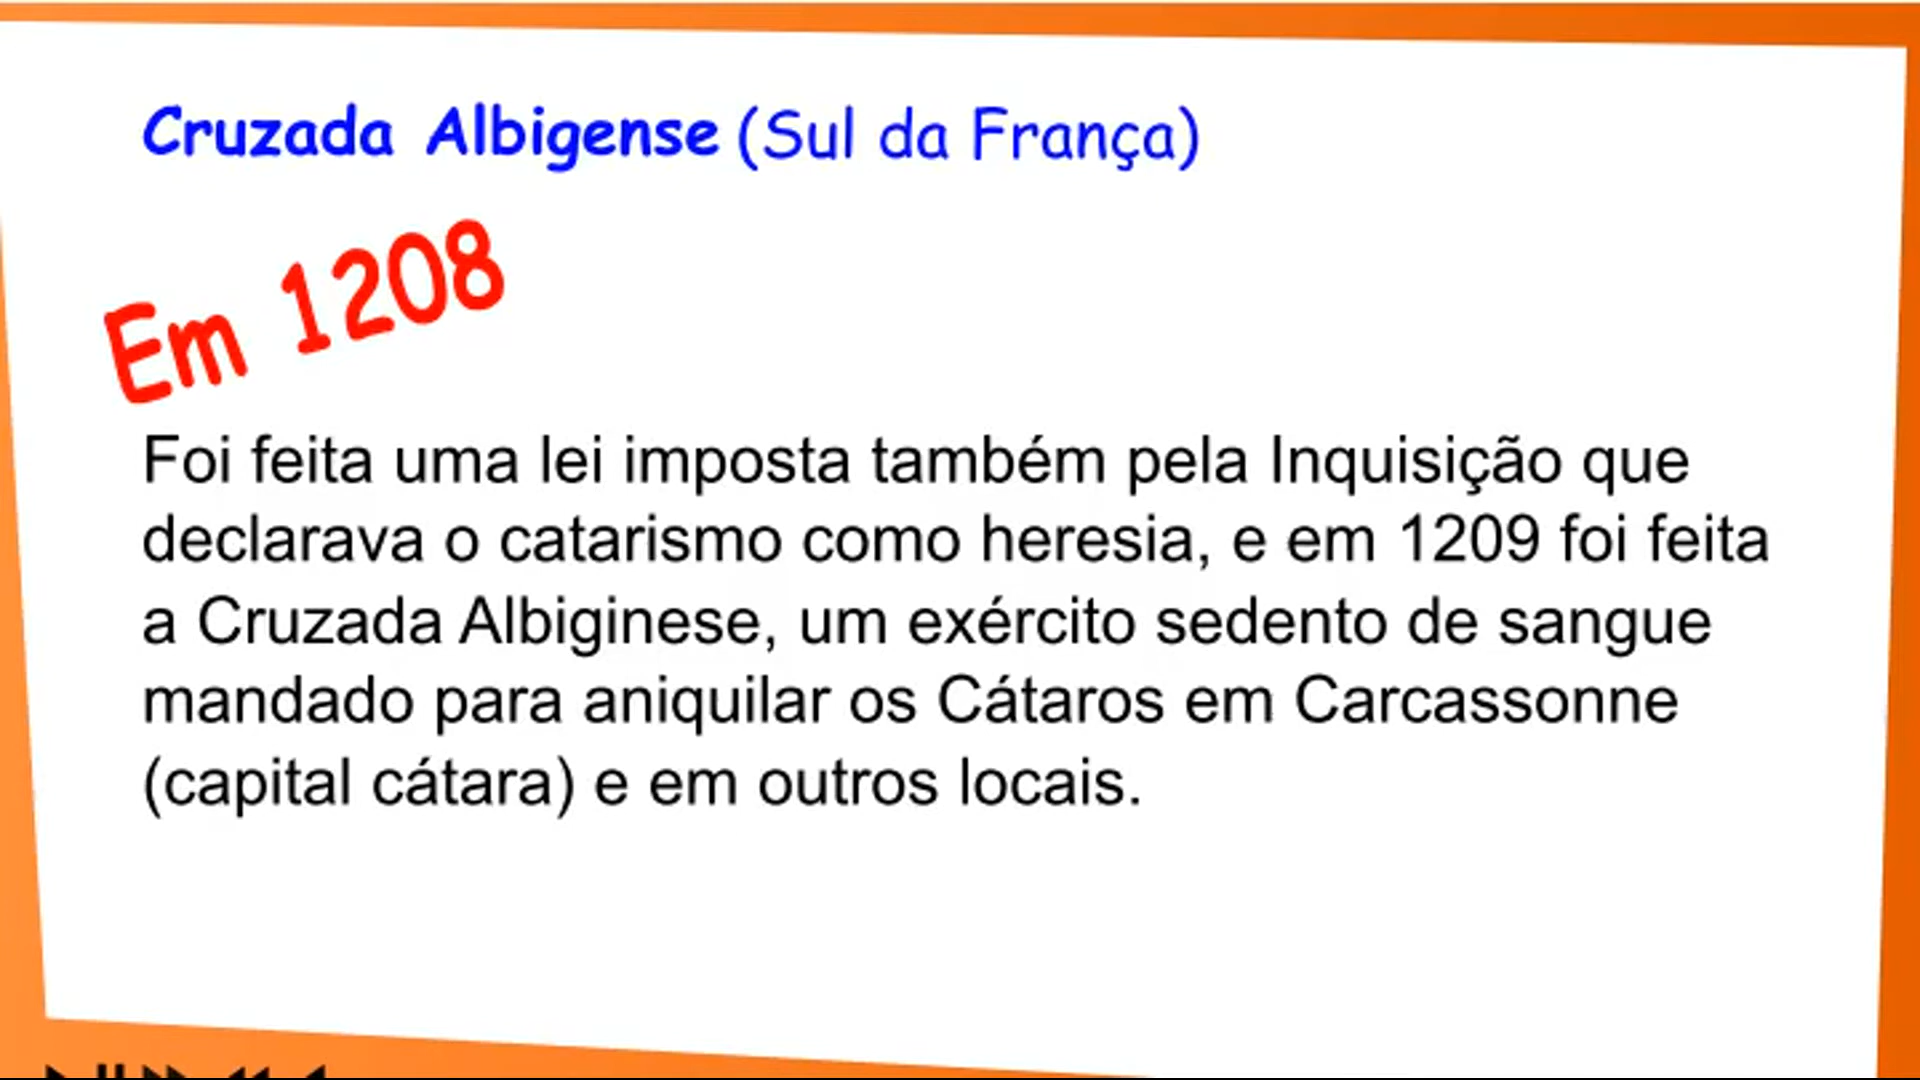 Cruzada Albigense (Sul da França)
Em 1208
Foi feita uma lei imposta também pela Inquisição que
declarava o catarismo como heresia, e em 1209 foi feita
a Cruzada Albiginese, um exército sedento de sangue
mandado para aniquilar os Cátaros em Carcassonne
(capital cátara) e em outros locais.